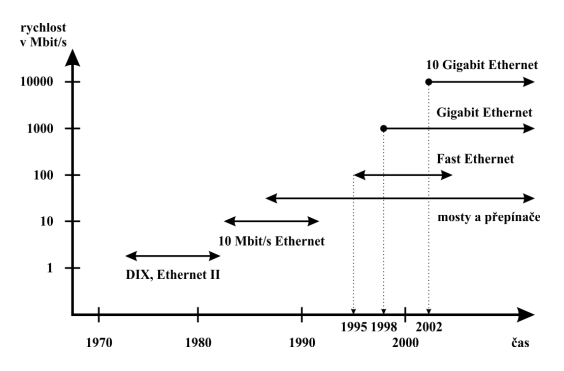 rychlost
v Mbit/s
10 Gigabit Ethernet
10000
Gigabit Ethernet
1000
Fast Ethernet
100
mosty a přepínače
10
10 Mbit/s Ethernet
DIX, Ethernet II
1
1995 1998 2002
1970 1980 1990 2000 čas